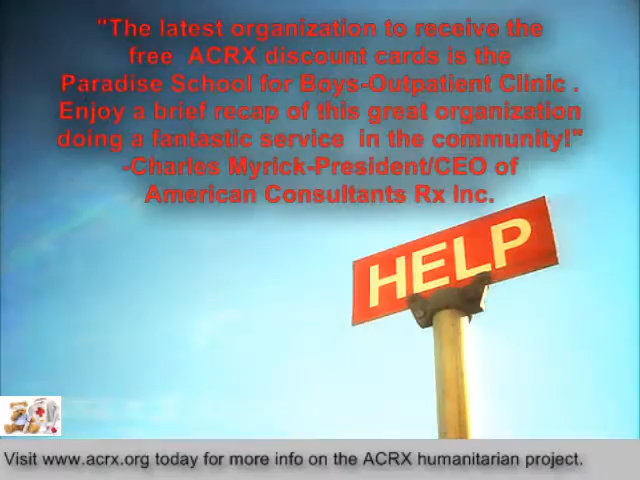 "The latest organization to receive the
free ACRX discount cards is the
Paradise School for Boys-Outpatient Clinic .
Enjoy a brief recap of this great organization
doing a fantastic service in the community!"
-Charles Myrick-President/CEO of
American Consultants Rx Inc.
HELP
Visit www.acrx.org today for more info on the ACRX humanitarian project.